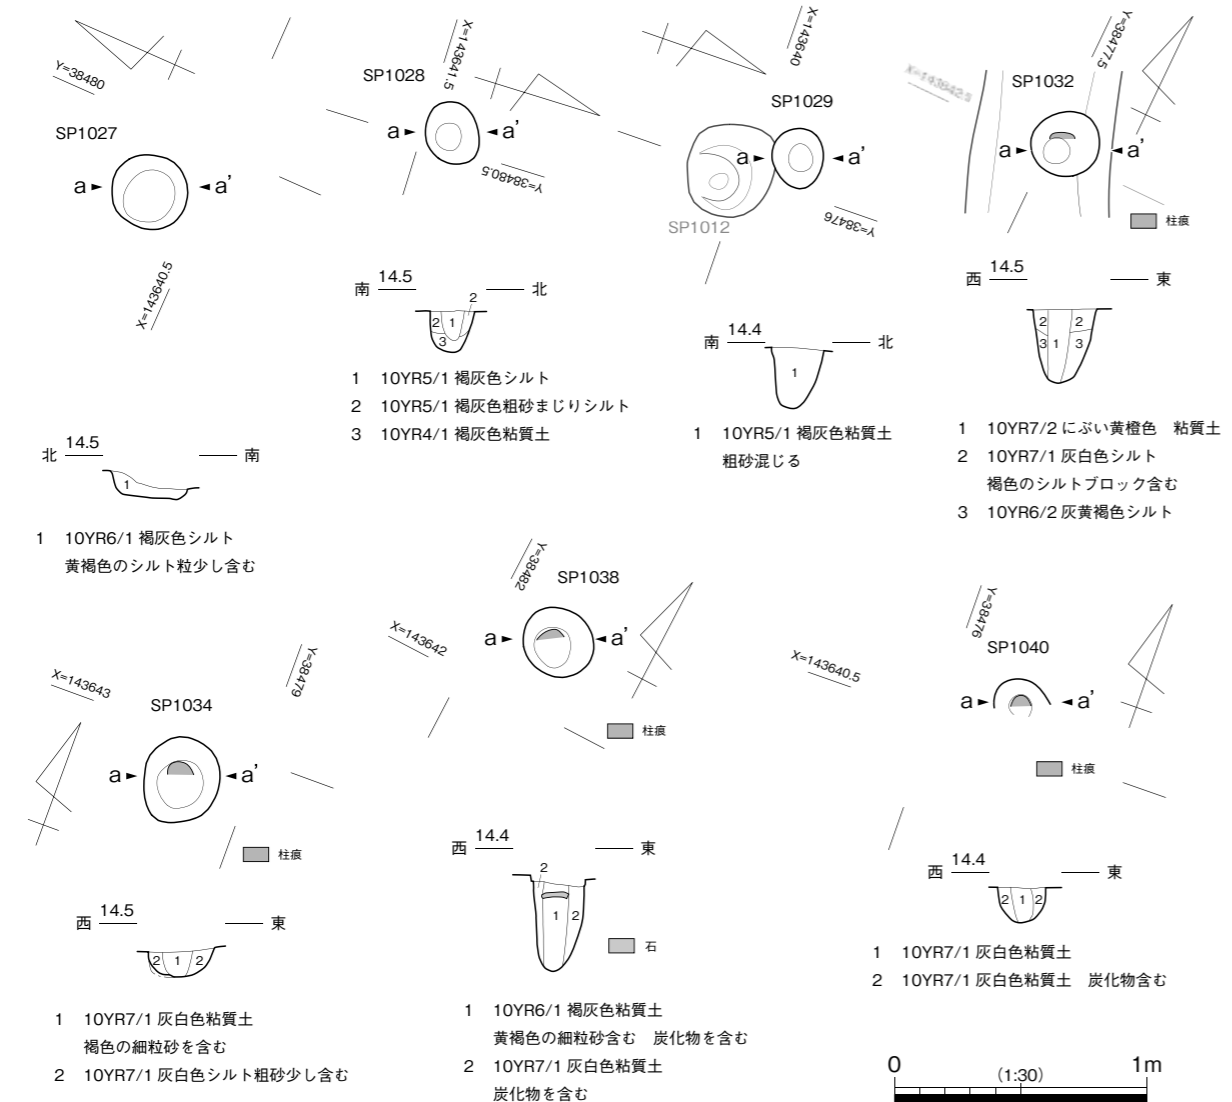 Y=38480
SP1027
a a'
X=143640.5
北 14.5 南
1
1 10YR6/1 褐灰色シルト
黄褐色のシルト粒少し含む
X=143641.5
SP1028
a a'
Y=38480.5
南 14.5 北
2
2 1
3
1 10YR5/1 褐灰色シルト
2 10YR5/1 褐灰色粗砂まじりシルト
3 10YR4/1 褐灰色粘質土
X=143640
SP1029
a a'
SP1012
Y=38476
南 14.4 北
1
1 10YR5/1 褐灰色粘質土
粗砂混じる
Y=38477.5
X=143642.5
SP1032
a a'
柱痕
西 14.5 東
2 2
3 1 3
1 10YR7/2 にぶい黄橙色 粘質土
2 10YR7/1 灰白色シルト
褐色のシルトブロック含む
3 10YR6/2 灰黄褐色シルト
X=143643
Y=38479
SP1034
a a'
柱痕
西 14.5 東
2 1 2
1 10YR7/1 灰白色粘質土
褐色の細粒砂を含む
2 10YR7/1 灰白色シルト粗砂少し含む
Y=38482
SP1038
X=143642
a a'
柱痕
西 14.4 東
2
1 2
石
1 10YR6/1 褐灰色粘質土
黄褐色の細粒砂含む 炭化物を含む
2 10YR7/1 灰白色粘質土
炭化物を含む
Y=38476
SP1040
X=143640.5
a a'
柱痕
西 14.4 東
2 1 2
1 10YR7/1 灰白色粘質土
2 10YR7/1 灰白色粘質土 炭化物含む
0 (1:30) 1m